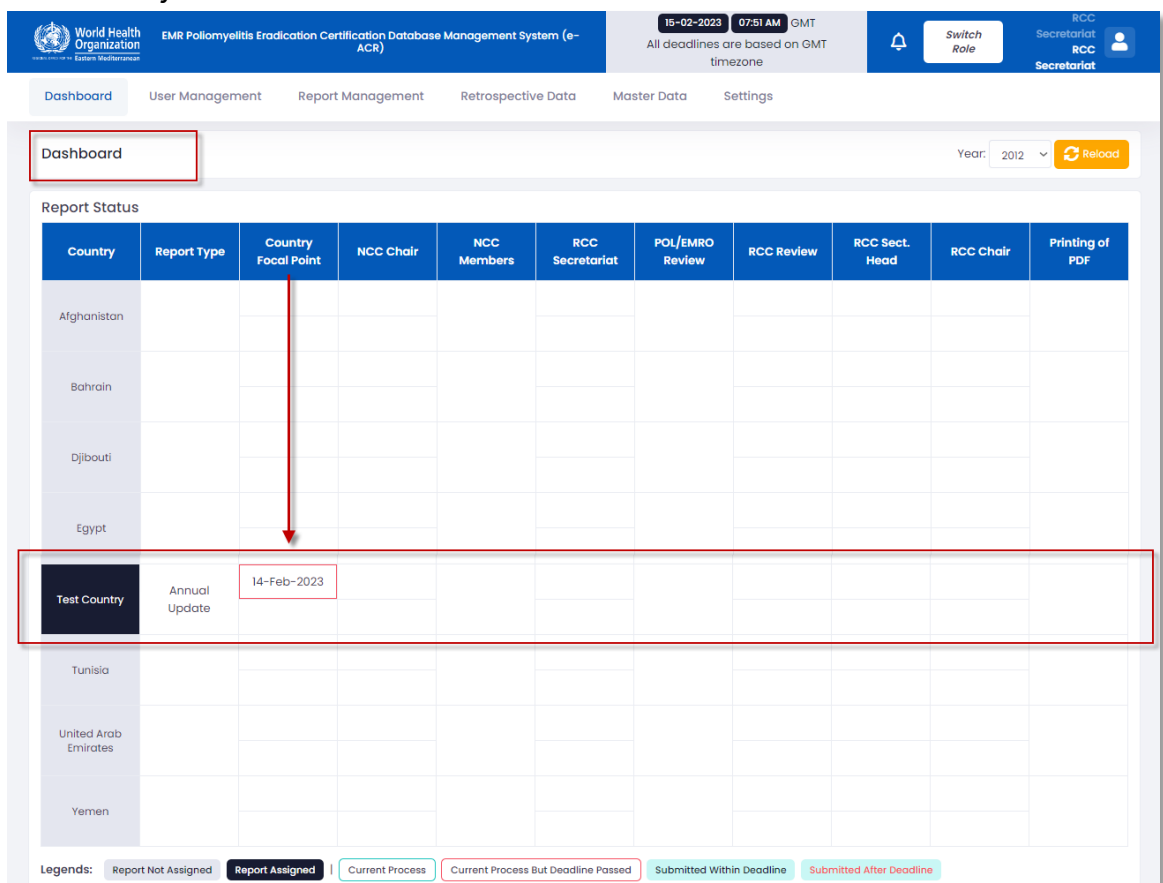 World Health
Organization
Eastern Mediterranean
EMR Poliomyelitis Eradication Certification Database Management System (e-
ACR)
15-02-2023 07:51 AM GMT
All deadlines are based on GMT
timezone
Switch
Role
RCC
Secretariat
RCC
Secretariat
Dashboard User Management Report Management Retrospective Data Master Data Settings
Dashboard
Year: 2012 Reload
Report Status
Country
Report Type
Country
Focal Point
NCC Chair
NCC
Members
RCC
Secretariat
POL/EMRO
Review
RCC Review
RCC Sect.
Head
RCC Chair
Printing of
PDF
Afghanistan
Bahrain
Djibouti
Egypt
Test Country
Annual
Update
14-Feb-2023
Tunisia
United Arab
Emirates
Yemen
Legends: Report Not Assigned Report Assigned | Current Process Current Process But Deadline Passed Submitted Within Deadline Submitted After Deadline